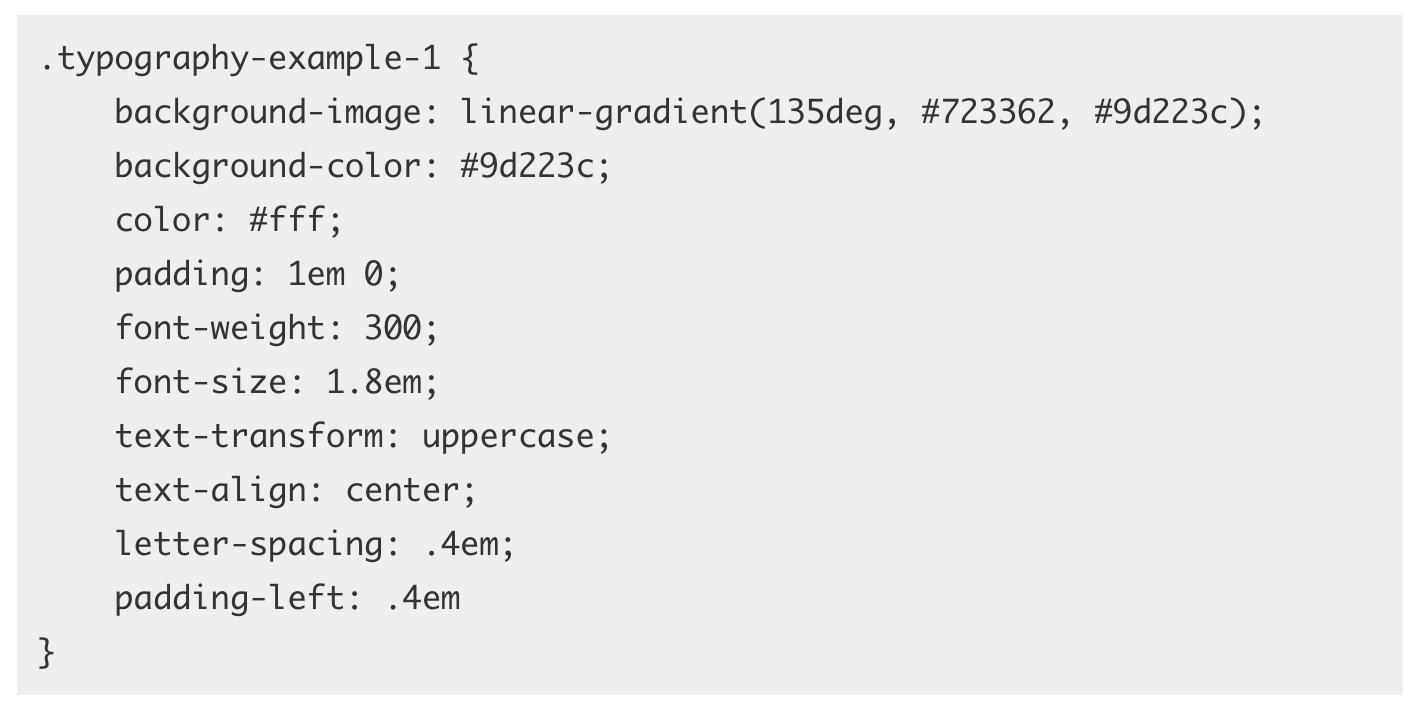 .typography-example-1 {
    background-image: linear-gradient(135deg, #723362, #9d223c);
    background-color: #9d223c;
    color: #fff;
    padding: 1em 0;
    font-weight: 300;
    font-size: 1.8em;
    text-transform: uppercase;
    text-align: center;
    letter-spacing: .4em;
    padding-left: .4em
}